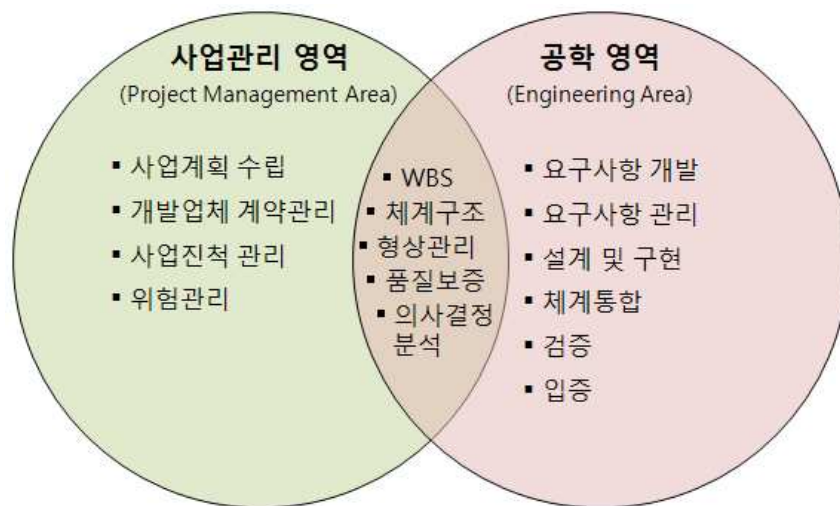 사업관리 영역
(Project Management Area)
▪ 사업계획 수립
▪ 개발업체 계약관리
▪ 사업진척 관리
▪ 위험관리
▪ WBS
▪ 체계구조
▪ 형상관리
▪ 품질보증
▪ 의사결정
분석
공학 영역
(Engineering Area)
▪ 요구사항 개발
▪ 요구사항 관리
▪ 설계 및 구현
▪ 체계통합
▪ 검증
▪ 입증